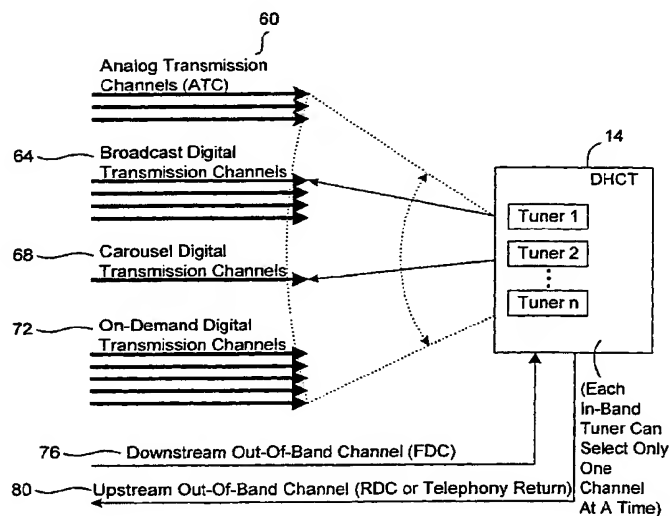 60
Analog Transmission
Channels (ATC)
14
64
Broadcast Digital
Transmission Channels
DHCT
Tuner 1
68
Carousel Digital
Transmission Channels
Tuner 2
Tuner n
72
On-Demand Digital
Transmission Channels
(Each
In-Band
Tuner Can
Select Only
One
Channel
At A Time)
76
Downstream Out-Of-Band Channel (FDC)
80
Upstream Out-Of-Band Channel (RDC or Telephony Return)